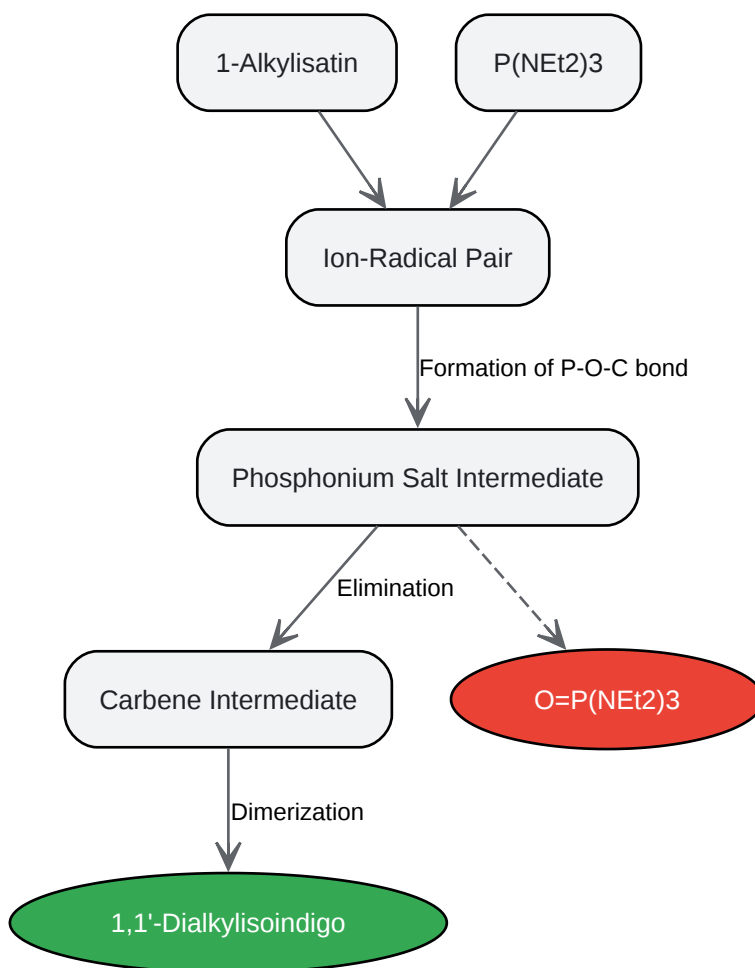 1-Alkylisatin
P(NEt2)3
Ion-Radical Pair
Formation of P-O-C bond
Phosphonium Salt Intermediate
Elimination
Carbene Intermediate
O=P(NEt2)3
Dimerization
1,1'-Dialkylisoindigo